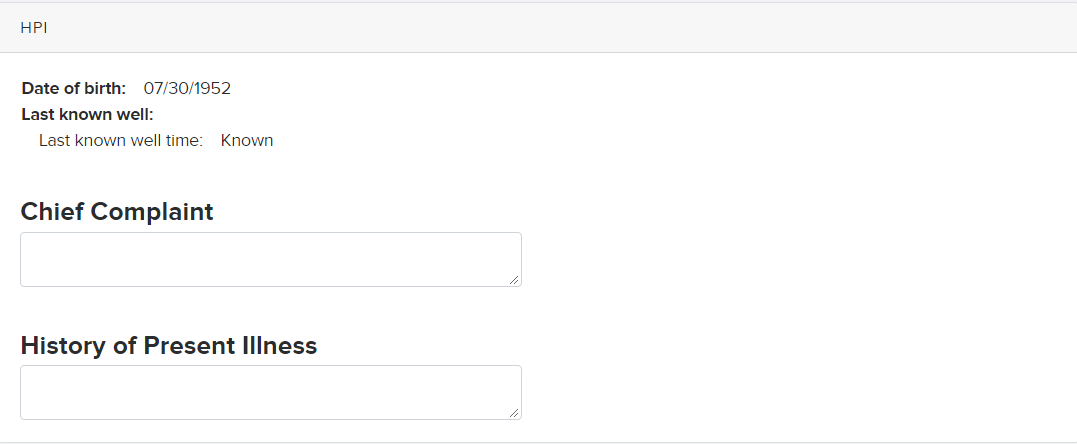 HPI
Date of birth: 07/30/1952
Last known well:
Last known well time: Known
Chief Complaint
History of Present Illness